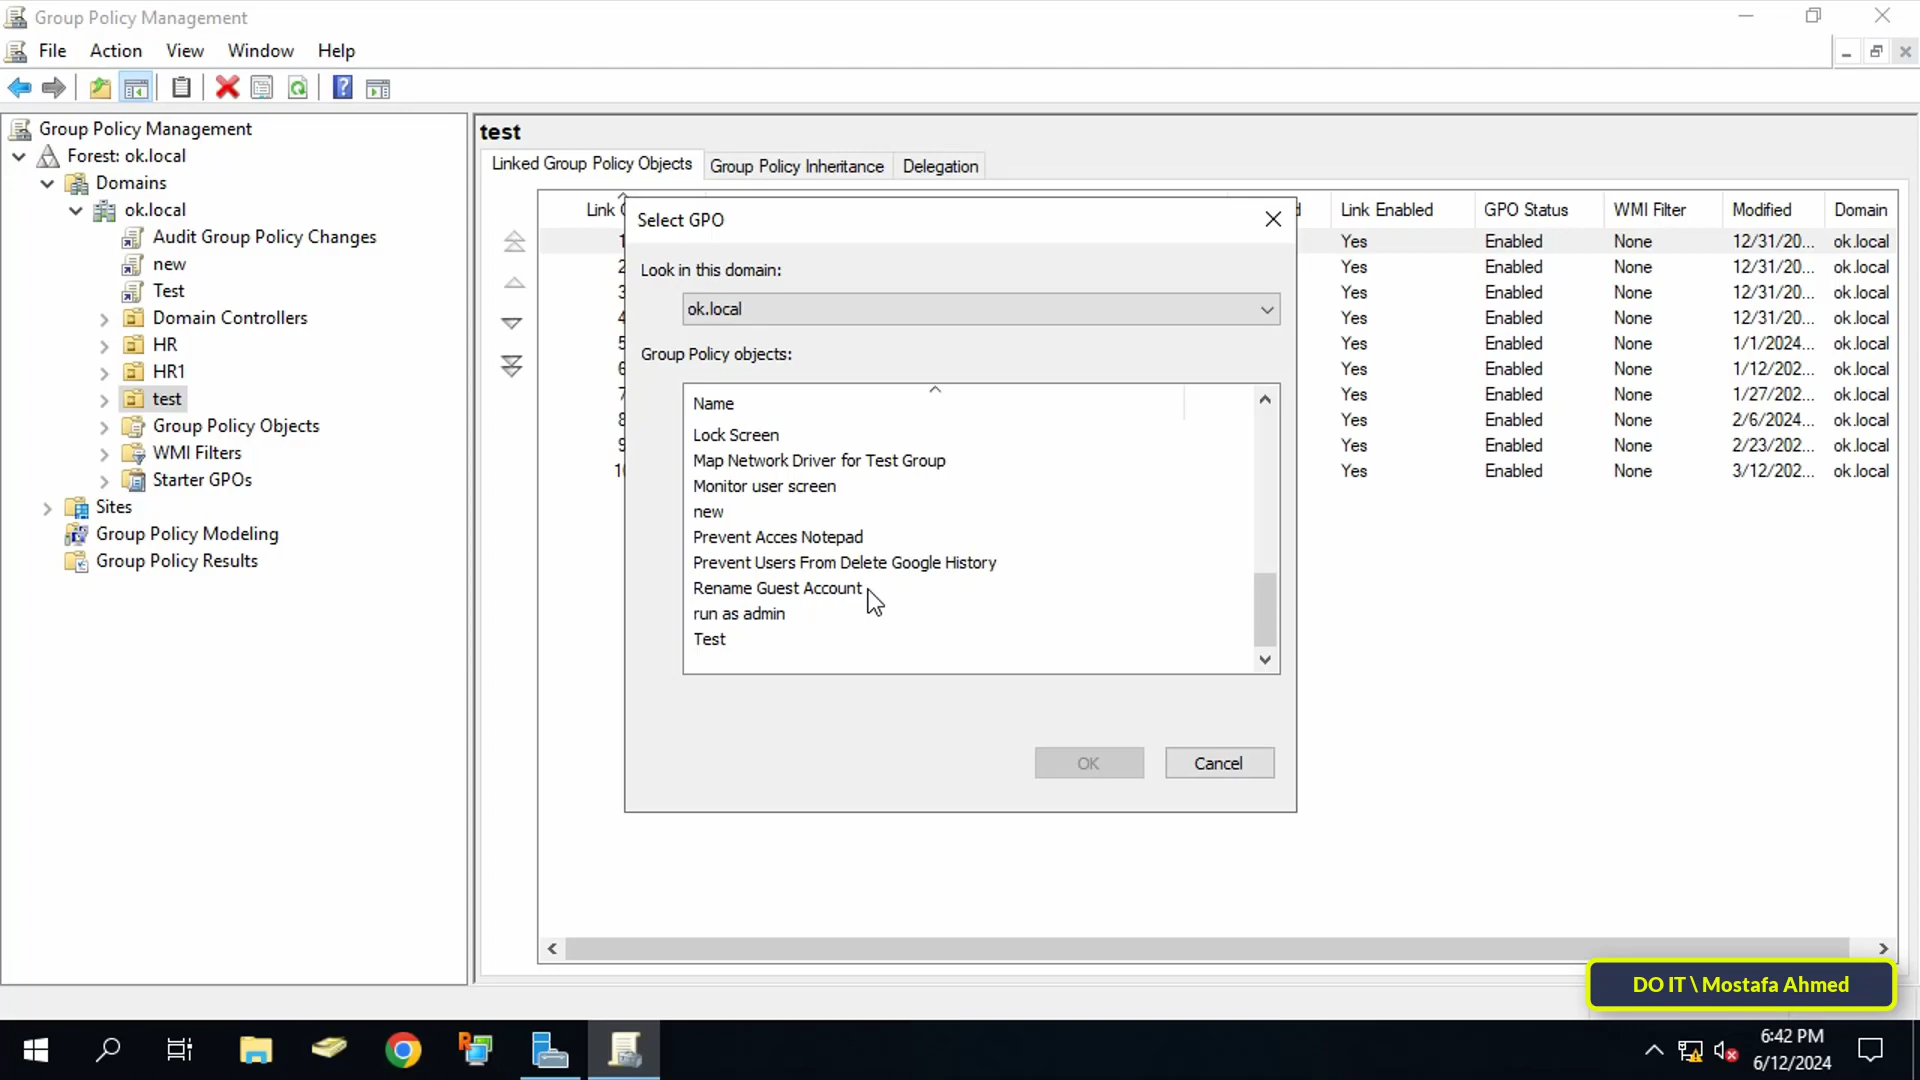 Group Policy Management
File Action View Window Help
Group Policy Management
Forest: ok.local
Domains
ok.local
Audit Group Policy Changes
new
Test
Domain Controllers
HR
HR1
test
Group Policy Objects
WMI Filters
Starter GPOs
Sites
Group Policy Modeling
Group Policy Results
test
Linked Group Policy Objects Group Policy Inheritance Delegation
Link Link Enabled GPO Status WMI Filter Modified Domain
1 Yes Enabled None 12/31/20... ok.local
2 Yes Enabled None 12/31/20... ok.local
3 Yes Enabled None 12/31/20... ok.local
4 Yes Enabled None 12/31/20... ok.local
5 Yes Enabled None 1/1/2024... ok.local
6 Yes Enabled None 1/12/202... ok.local
7 Yes Enabled None 1/27/202... ok.local
8 Yes Enabled None 2/6/2024... ok.local
9 Yes Enabled None 2/23/202... ok.local
10 Yes Enabled None 3/12/202... ok.local
Select GPO
Look in this domain:
ok.local
Group Policy objects:
Name
Lock Screen
Map Network Driver for Test Group
Monitor user screen
new
Prevent Acces Notepad
Prevent Users From Delete Google History
Rename Guest Account
run as admin
Test
OK Cancel
DO IT \ Mostafa Ahmed
6:42 PM
6/12/2024